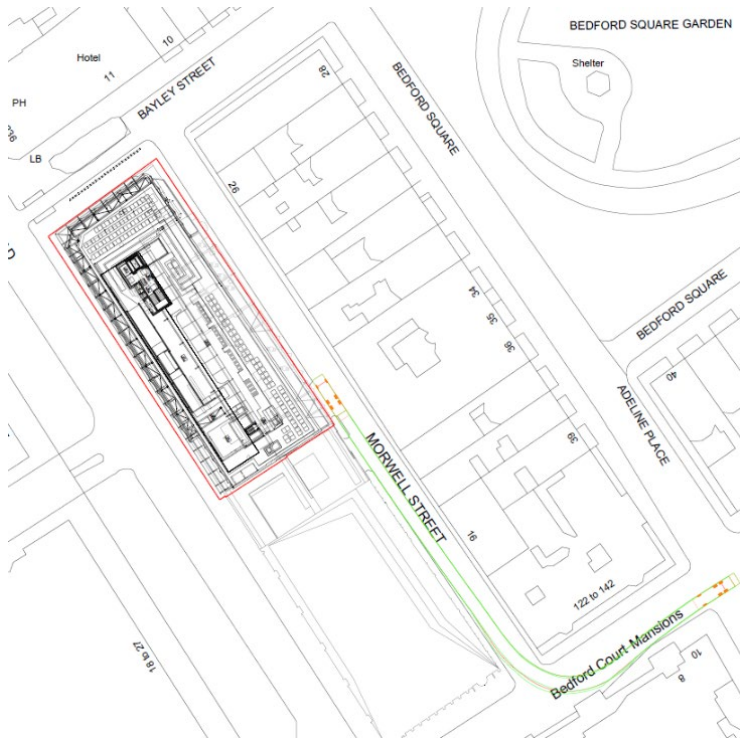 BEDFORD SQUARE GARDEN
Hotel
10
11
BAYLEY STREET
PH
LB
28
BEDFORD SQUARE
Shelter
26
34
35
36
BEDFORD SQUARE
40
ADELINE PLACE
39
MORWELL STREET
16
122 to 142
Bedford Court Mansions
10
8
18 to 27